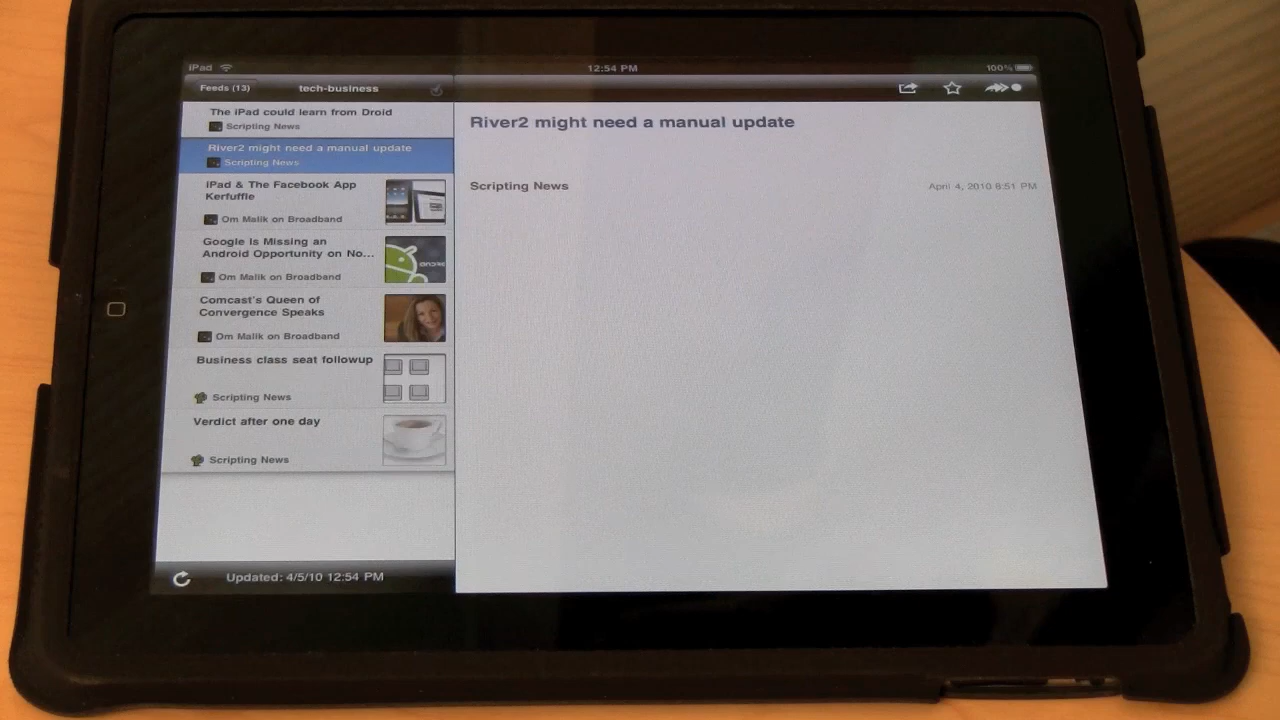 iPad 12:54 PM 100%
Feeds (13) tech-business
The iPad could learn from Droid
Scripting News
River2 might need a manual update
Scripting News
iPad & The Facebook App
Kerfuffle
Om Malik on Broadband
Google Is Missing an
Android Opportunity on No...
Om Malik on Broadband
Comcast's Queen of
Convergence Speaks
Om Malik on Broadband
Business class seat followup
Scripting News
Verdict after one day
Scripting News
Updated: 4/5/10 12:54 PM
River2 might need a manual update
Scripting News April 4, 2010 8:51 PM